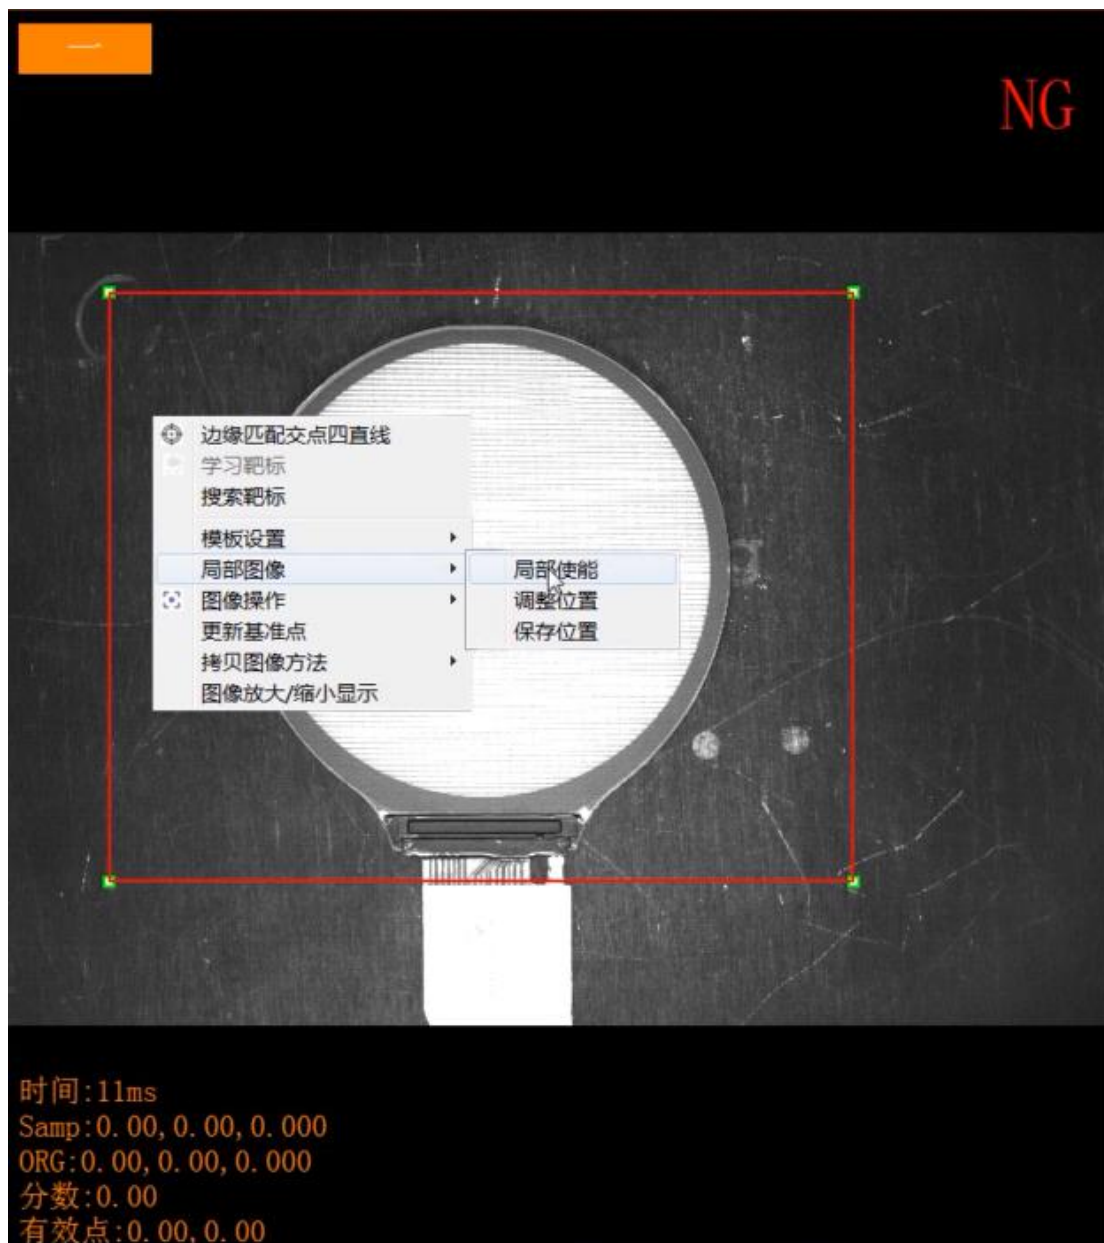 一
NG
边缘匹配交点四直线
学习靶标
搜索靶标
模板设置
局部图像
图像操作
更新基准点
拷贝图像方法
图像放大/缩小显示
局部使能
调整位置
保存位置
时间:11ms
Samp:0.00,0.00,0.000
ORG:0.00,0.00,0.000
分数:0.00
有效点:0.00,0.00